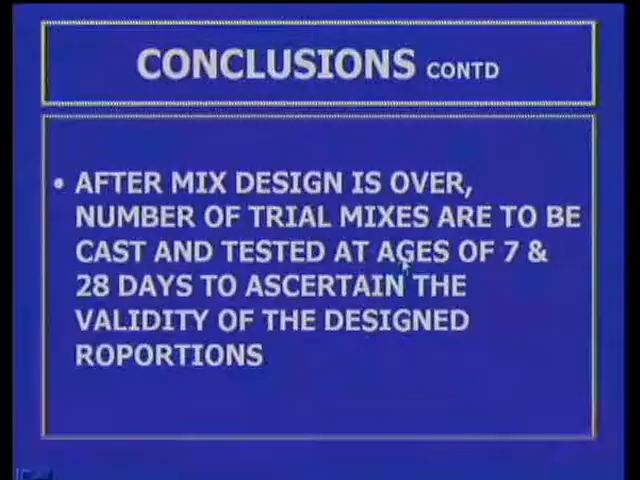 CONCLUSIONS CONTD
• AFTER MIX DESIGN IS OVER,
NUMBER OF TRIAL MIXES ARE TO BE
CAST AND TESTED AT AGES OF 7 &
28 DAYS TO ASCERTAIN THE
VALIDITY OF THE DESIGNED
ROPORTIONS